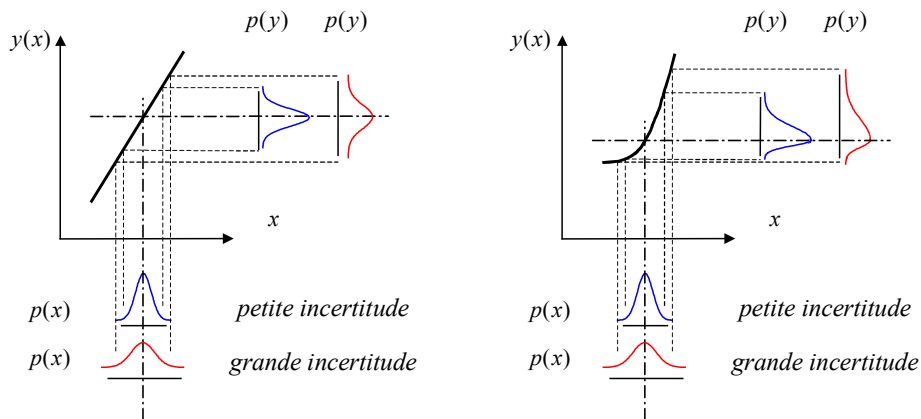 p(y) p(y)
y(x)
x
p(x) petite incertitude
p(x) grande incertitude
p(y) p(y)
y(x)
x
p(x) petite incertitude
p(x) grande incertitude